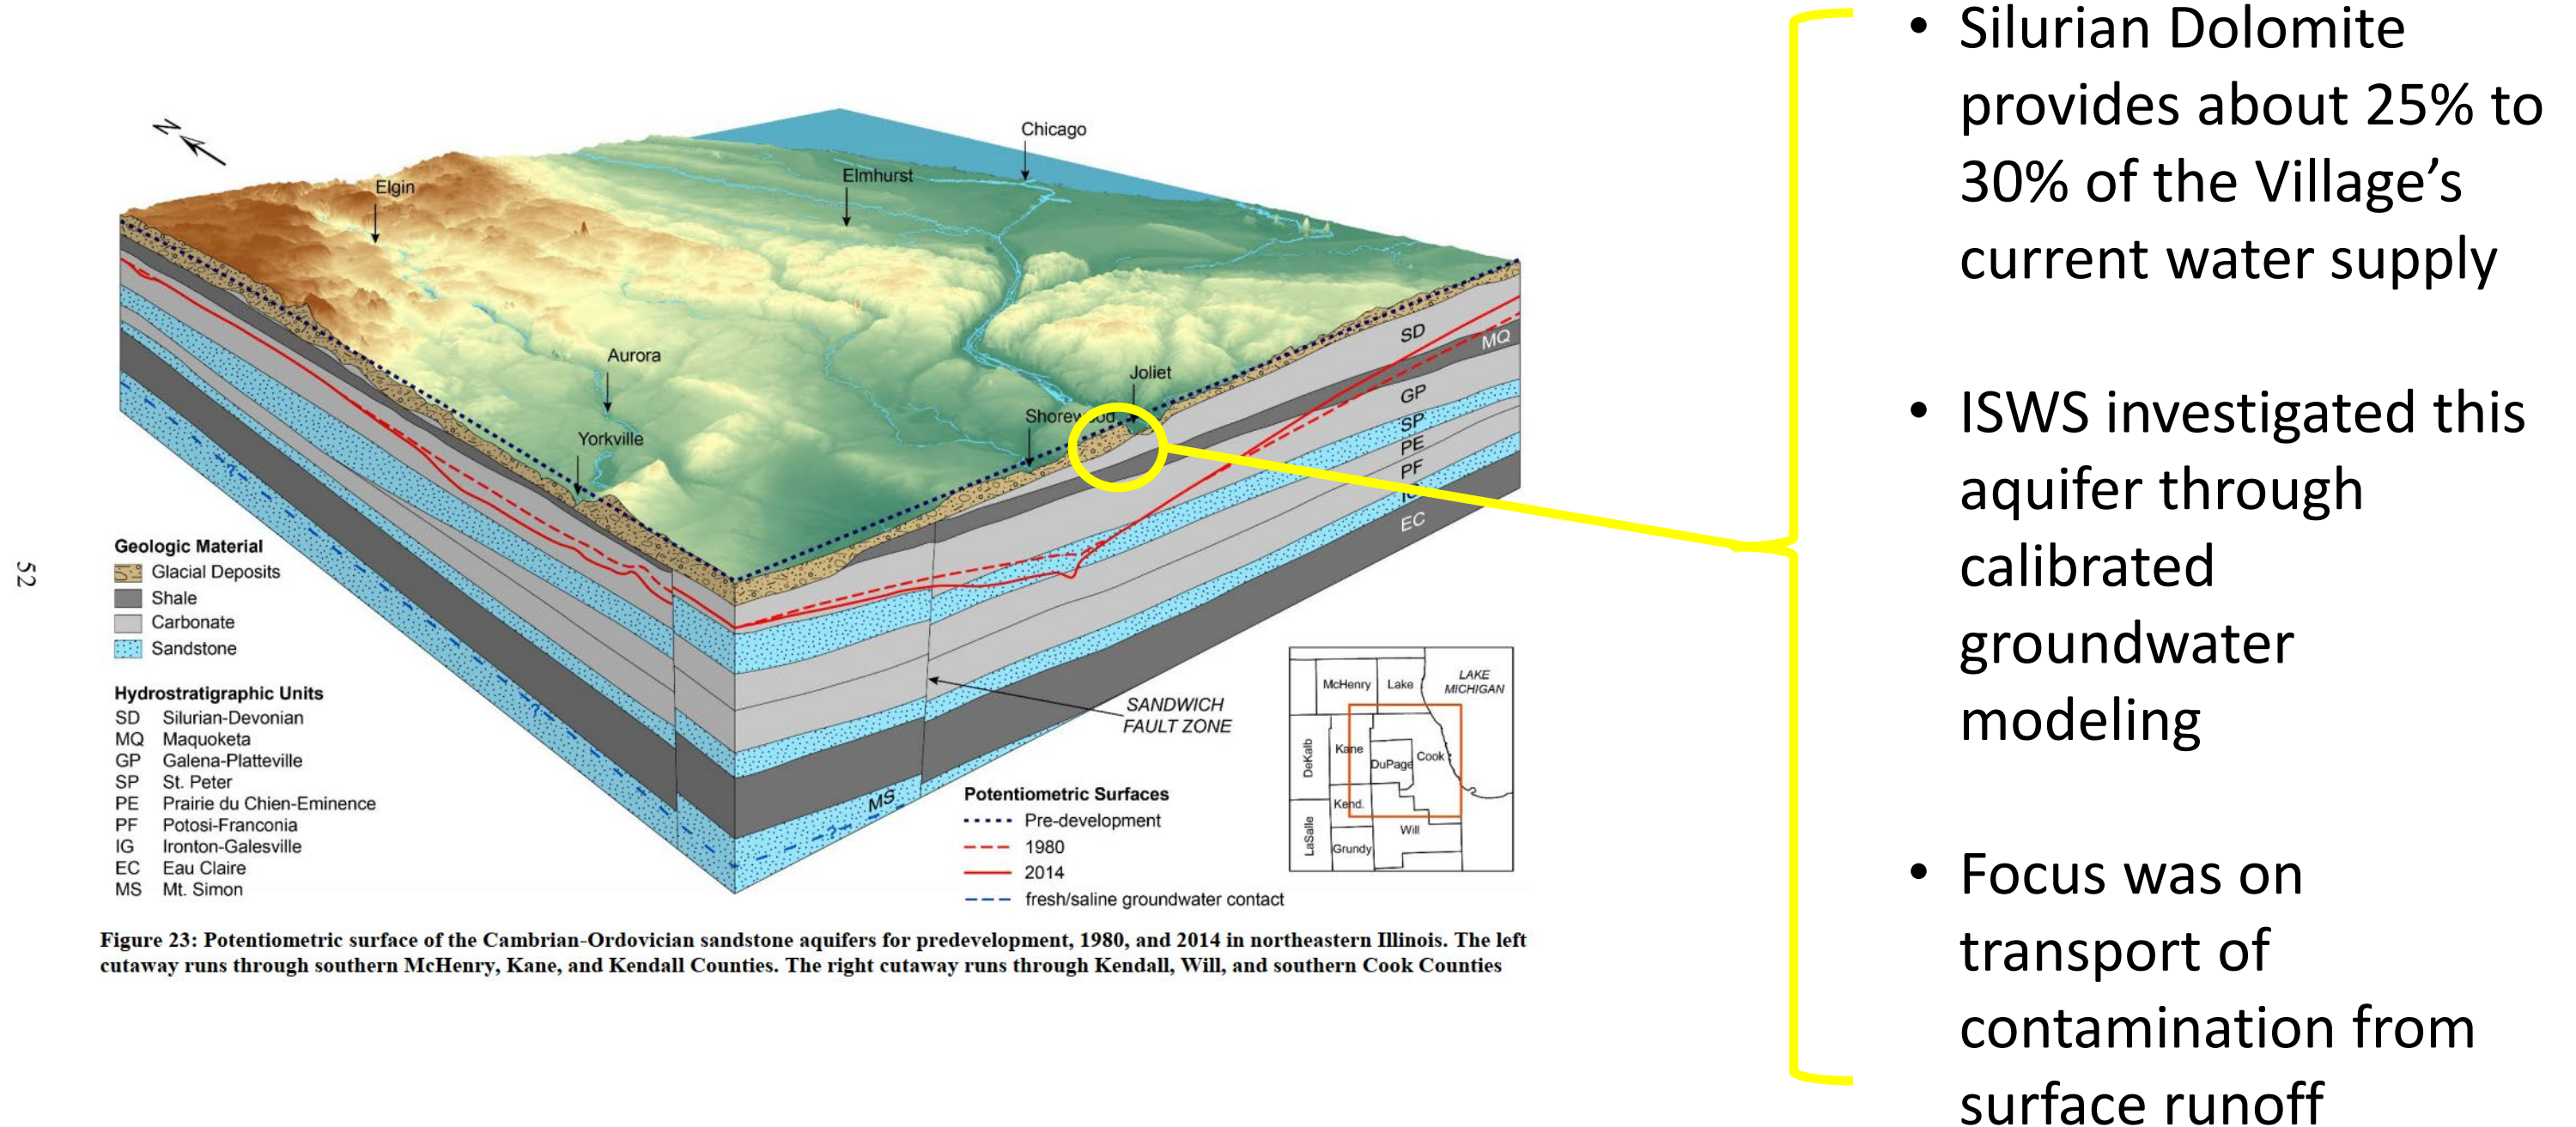 N
Chicago
Elmhurst
Elgin
Aurora
Joliet
Shorewood
Yorkville
SD
MQ
GP
SP
PE
PF
IG
EC
MS
?
?
?
SANDWICH
FAULT ZONE
52
Geologic Material
Glacial Deposits
Shale
Carbonate
Sandstone
Hydrostratigraphic Units
SD Silurian-Devonian
MQ Maquoketa
GP Galena-Platteville
SP St. Peter
PE Prairie du Chien-Eminence
PF Potosi-Franconia
IG Ironton-Galesville
EC Eau Claire
MS Mt. Simon
Potentiometric Surfaces
Pre-development
1980
2014
fresh/saline groundwater contact
McHenry
Lake
LAKE
MICHIGAN
DeKalb
Kane
DuPage
Cook
Kend.
LaSalle
Will
Grundy
Figure 23: Potentiometric surface of the Cambrian-Ordovician sandstone aquifers for predevelopment, 1980, and 2014 in northeastern Illinois. The left
cutaway runs through southern McHenry, Kane, and Kendall Counties. The right cutaway runs through Kendall, Will, and southern Cook Counties
• Silurian Dolomite
provides about 25% to
30% of the Village’s
current water supply
• ISWS investigated this
aquifer through
calibrated
groundwater
modeling
• Focus was on
transport of
contamination from
surface runoff